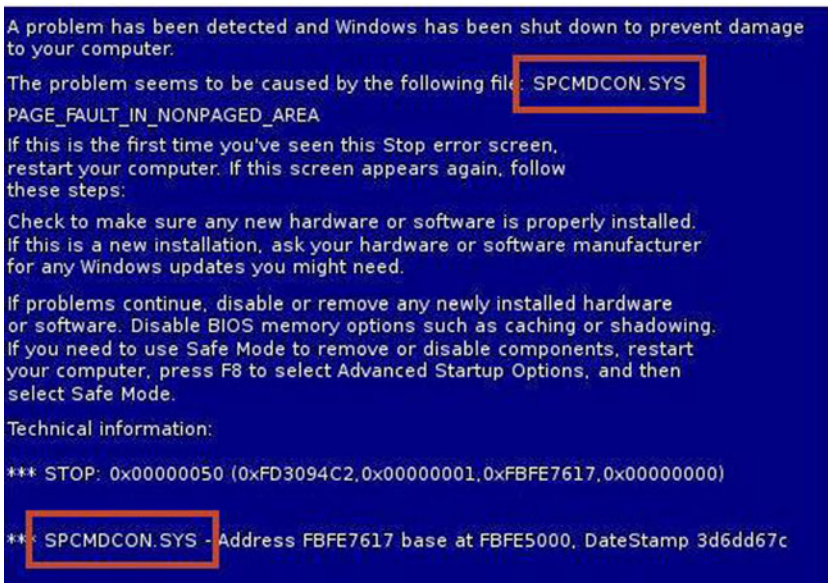 A problem has been detected and Windows has been shut down to prevent damage
to your computer.
The problem seems to be caused by the following file: SPCMDCON.SYS
PAGE_FAULT_IN_NONPAGED_AREA
If this is the first time you've seen this Stop error screen,
restart your computer. If this screen appears again, follow
these steps:
Check to make sure any new hardware or software is properly installed.
If this is a new installation, ask your hardware or software manufacturer
for any Windows updates you might need.
If problems continue, disable or remove any newly installed hardware
or software. Disable BIOS memory options such as caching or shadowing.
If you need to use Safe Mode to remove or disable components, restart
your computer, press F8 to select Advanced Startup Options, and then
select Safe Mode.
Technical information:
*** STOP: 0x00000050 (0xFD3094C2,0x00000001,0xFBFE7617,0x00000000)
*** SPCMDCON.SYS - Address FBFE7617 base at FBFE5000, DateStamp 3d6dd67c